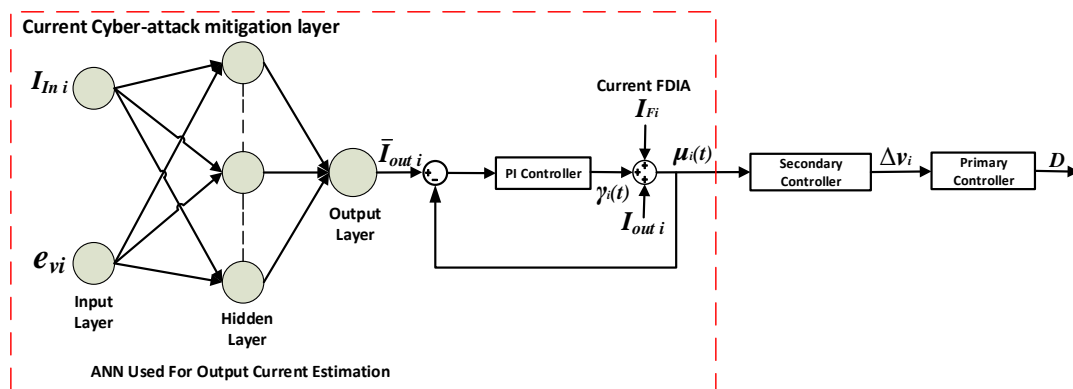 Current Cyber-attack mitigation layer
I_In i
e_vi
Input
Layer
Hidden
Layer
Output
Layer
Ī_out i
+
-
PI Controller
γ_i(t)
Current FDIA
I_Fi
+
+
+
I_out i
μ_i(t)
Secondary
Controller
Δv_i
Primary
Controller
D
ANN Used For Output Current Estimation